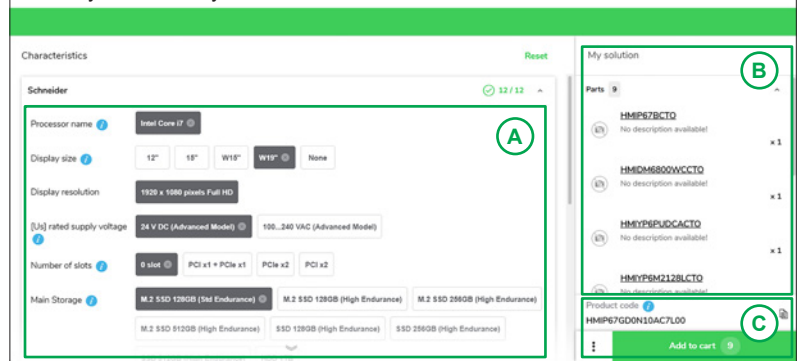 Characteristics
Reset
My solution
B
Schneider
12 / 12
Parts 9
Processor name
Intel Core i7
A
HMIP67BCTO
No description available!
x 1
Display size
12"
15"
W15"
W19"
None
HMIDM6800WCCTO
No description available!
x 1
Display resolution
1920 x 1080 pixels Full HD
[Us] rated supply voltage
24 V DC (Advanced Model)
100...240 VAC (Advanced Model)
HMIYP6PUDCACTO
No description available!
x 1
Number of slots
0 slot
PCI x1 + PCIe x1
PCIe x2
PCI x2
HMIYP6M2128LCTO
No description available!
Main Storage
M.2 SSD 128GB (Std Endurance)
M.2 SSD 128GB (High Endurance)
M.2 SSD 256GB (High Endurance)
M.2 SSD 512GB (High Endurance)
SSD 128GB (High Endurance)
SSD 256GB (High Endurance)
Product code
HMIP67GD0N10AC7L00
C
Add to cart 9